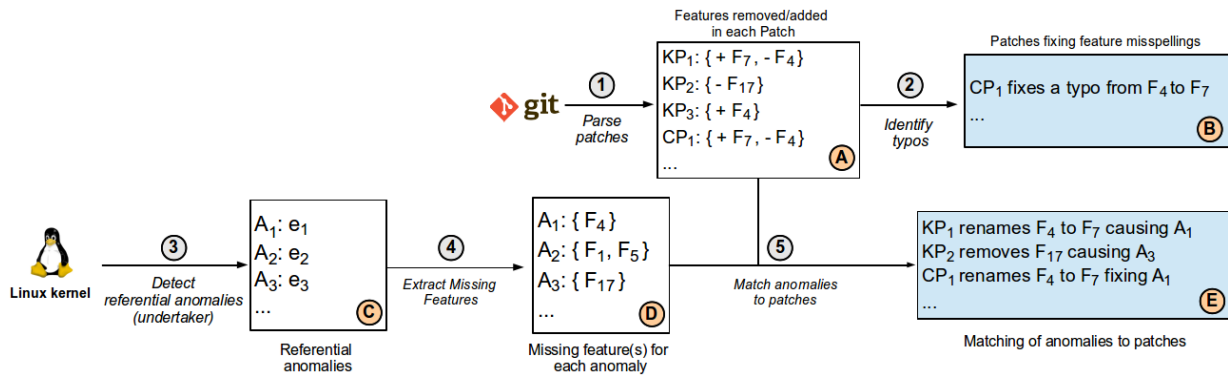 Features removed/added
in each Patch
KP1: { + F7 , - F4 }
KP2: { - F17 }
KP3: { + F4 }
CP1: { + F7 , - F4 }
...
A
git
1
Parse
patches
2
Identify
typos
Patches fixing feature misspellings
CP1 fixes a typo from F4 to F7
...
B
Linux kernel
3
Detect
referential anomalies
(undertaker)
A1: e1
A2: e2
A3: e3
...
C
Referential
anomalies
4
Extract Missing
Features
A1: { F4 }
A2: { F1 , F5 }
A3: { F17 }
...
D
Missing feature(s) for
each anomaly
5
Match anomalies
to patches
KP1 renames F4 to F7 causing A1
KP2 removes F17 causing A3
CP1 renames F4 to F7 fixing A1
...
E
Matching of anomalies to patches